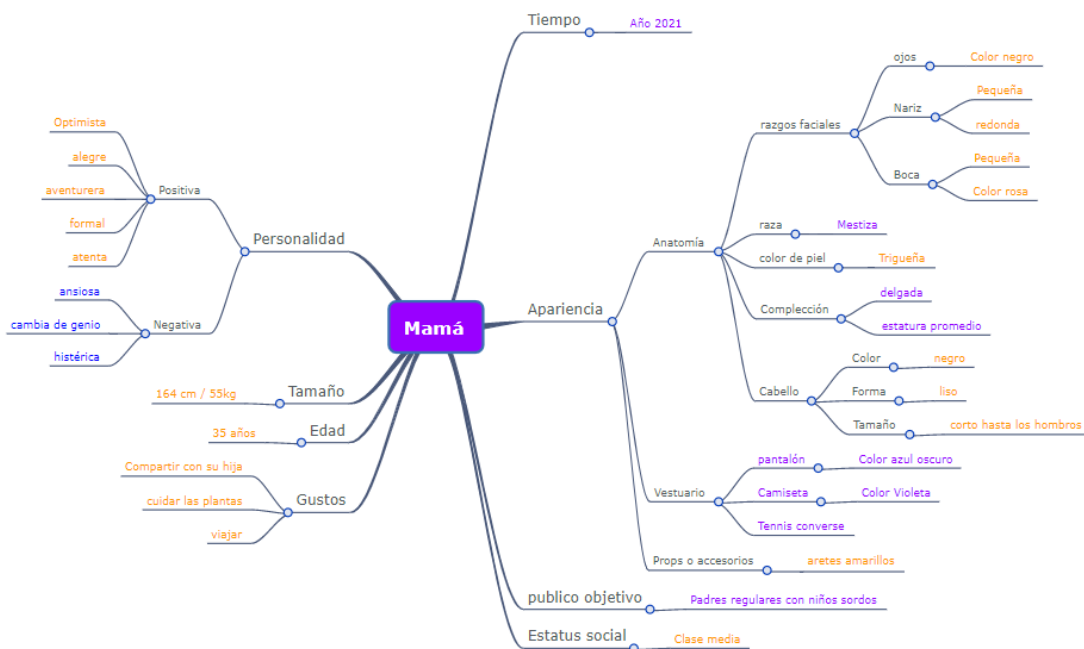 Mamá
Tiempo
Año 2021
Apariencia
Anatomía
razgos faciales
ojos
Color negro
Nariz
Pequeña
redonda
Boca
Pequeña
Color rosa
raza
Mestiza
color de piel
Trigueña
Complección
delgada
estatura promedio
Cabello
Color
negro
Forma
liso
Tamaño
corto hasta los hombros
Vestuario
pantalón
Color azul oscuro
Camiseta
Color Violeta
Tennis converse
Props o accesorios
aretes amarillos
publico objetivo
Padres regulares con niños sordos
Estatus social
Clase media
Personalidad
Positiva
Optimista
alegre
aventurera
formal
atenta
Negativa
ansiosa
cambia de genio
histérica
Tamaño
164 cm / 55kg
Edad
35 años
Gustos
Compartir con su hija
cuidar las plantas
viajar